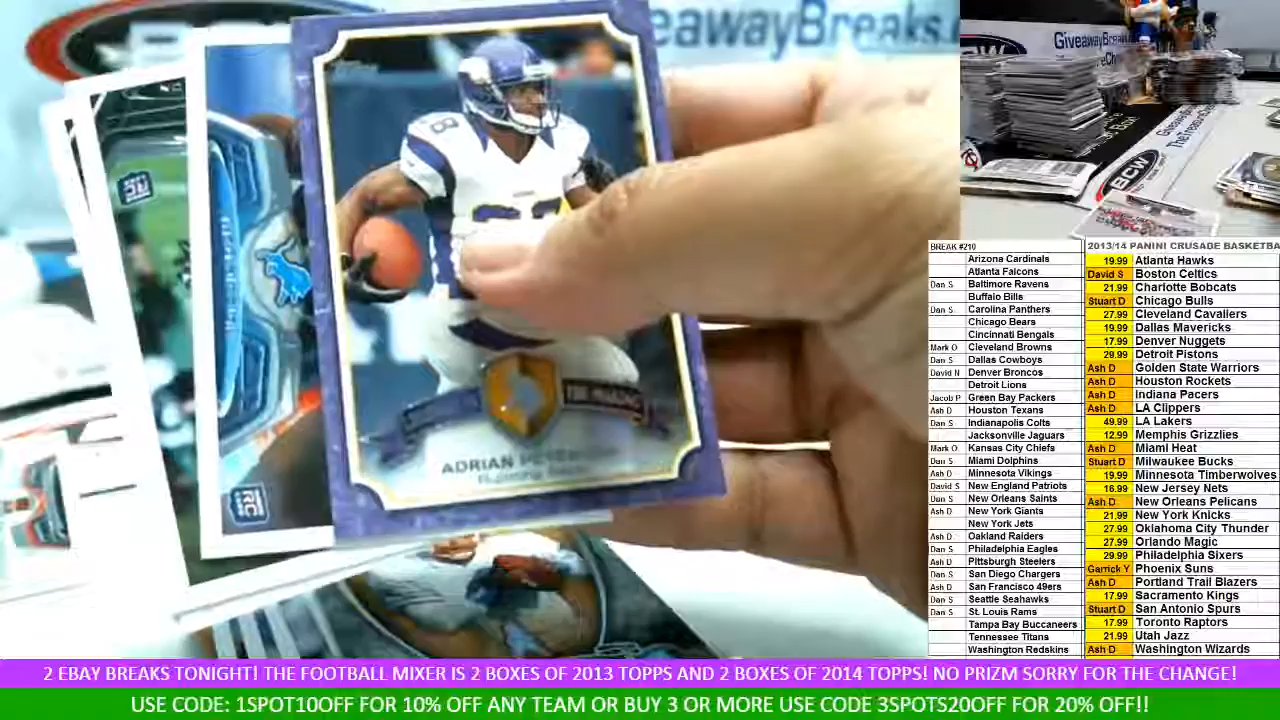 GiveawayBreaks.
GiveawayBreaks
BCW
BCW
RC
RC
28
ADRIAN
BREAK #210
Arizona Cardinals
Atlanta Falcons
Dan S Baltimore Ravens
Buffalo Bills
Dan S Carolina Panthers
Chicago Bears
Cincinnati Bengals
Mark O Cleveland Browns
Dan S Dallas Cowboys
David N Denver Broncos
Detroit Lions
Jacob P Green Bay Packers
Ash D Houston Texans
Dan S Indianapolis Colts
Jacksonville Jaguars
Mark O Kansas City Chiefs
Dan S Miami Dolphins
Ash D Minnesota Vikings
David S New England Patriots
Dan S New Orleans Saints
Ash D New York Giants
New York Jets
Ash D Oakland Raiders
Dan S Philadelphia Eagles
Ash D Pittsburgh Steelers
Dan S San Diego Chargers
Ash D San Francisco 49ers
Dan S Seattle Seahawks
Dan S St. Louis Rams
Tampa Bay Buccaneers
Tennessee Titans
Washington Redskins
2013/14 PANINI CRUSADE BASKETBA
19.99 Atlanta Hawks
David S Boston Celtics
21.99 Charlotte Bobcats
Stuart D Chicago Bulls
27.99 Cleveland Cavaliers
19.99 Dallas Mavericks
17.99 Denver Nuggets
29.99 Detroit Pistons
Ash D Golden State Warriors
Ash D Houston Rockets
Ash D Indiana Pacers
Ash D LA Clippers
49.99 LA Lakers
12.99 Memphis Grizzlies
Ash D Miami Heat
Stuart D Milwaukee Bucks
19.99 Minnesota Timberwolves
16.99 New Jersey Nets
Ash D New Orleans Pelicans
21.99 New York Knicks
27.99 Oklahoma City Thunder
27.99 Orlando Magic
29.99 Philadelphia Sixers
Garrick Y Phoenix Suns
Ash D Portland Trail Blazers
17.99 Sacramento Kings
Stuart D San Antonio Spurs
17.99 Toronto Raptors
21.99 Utah Jazz
Ash D Washington Wizards
2 EBAY BREAKS TONIGHT! THE FOOTBALL MIXER IS 2 BOXES OF 2013 TOPPS AND 2 BOXES OF 2014 TOPPS! NO PRIZM SORRY FOR THE CHANGE!
USE CODE: 1SPOT10OFF FOR 10% OFF ANY TEAM OR BUY 3 OR MORE USE CODE 3SPOTS20OFF FOR 20% OFF!!